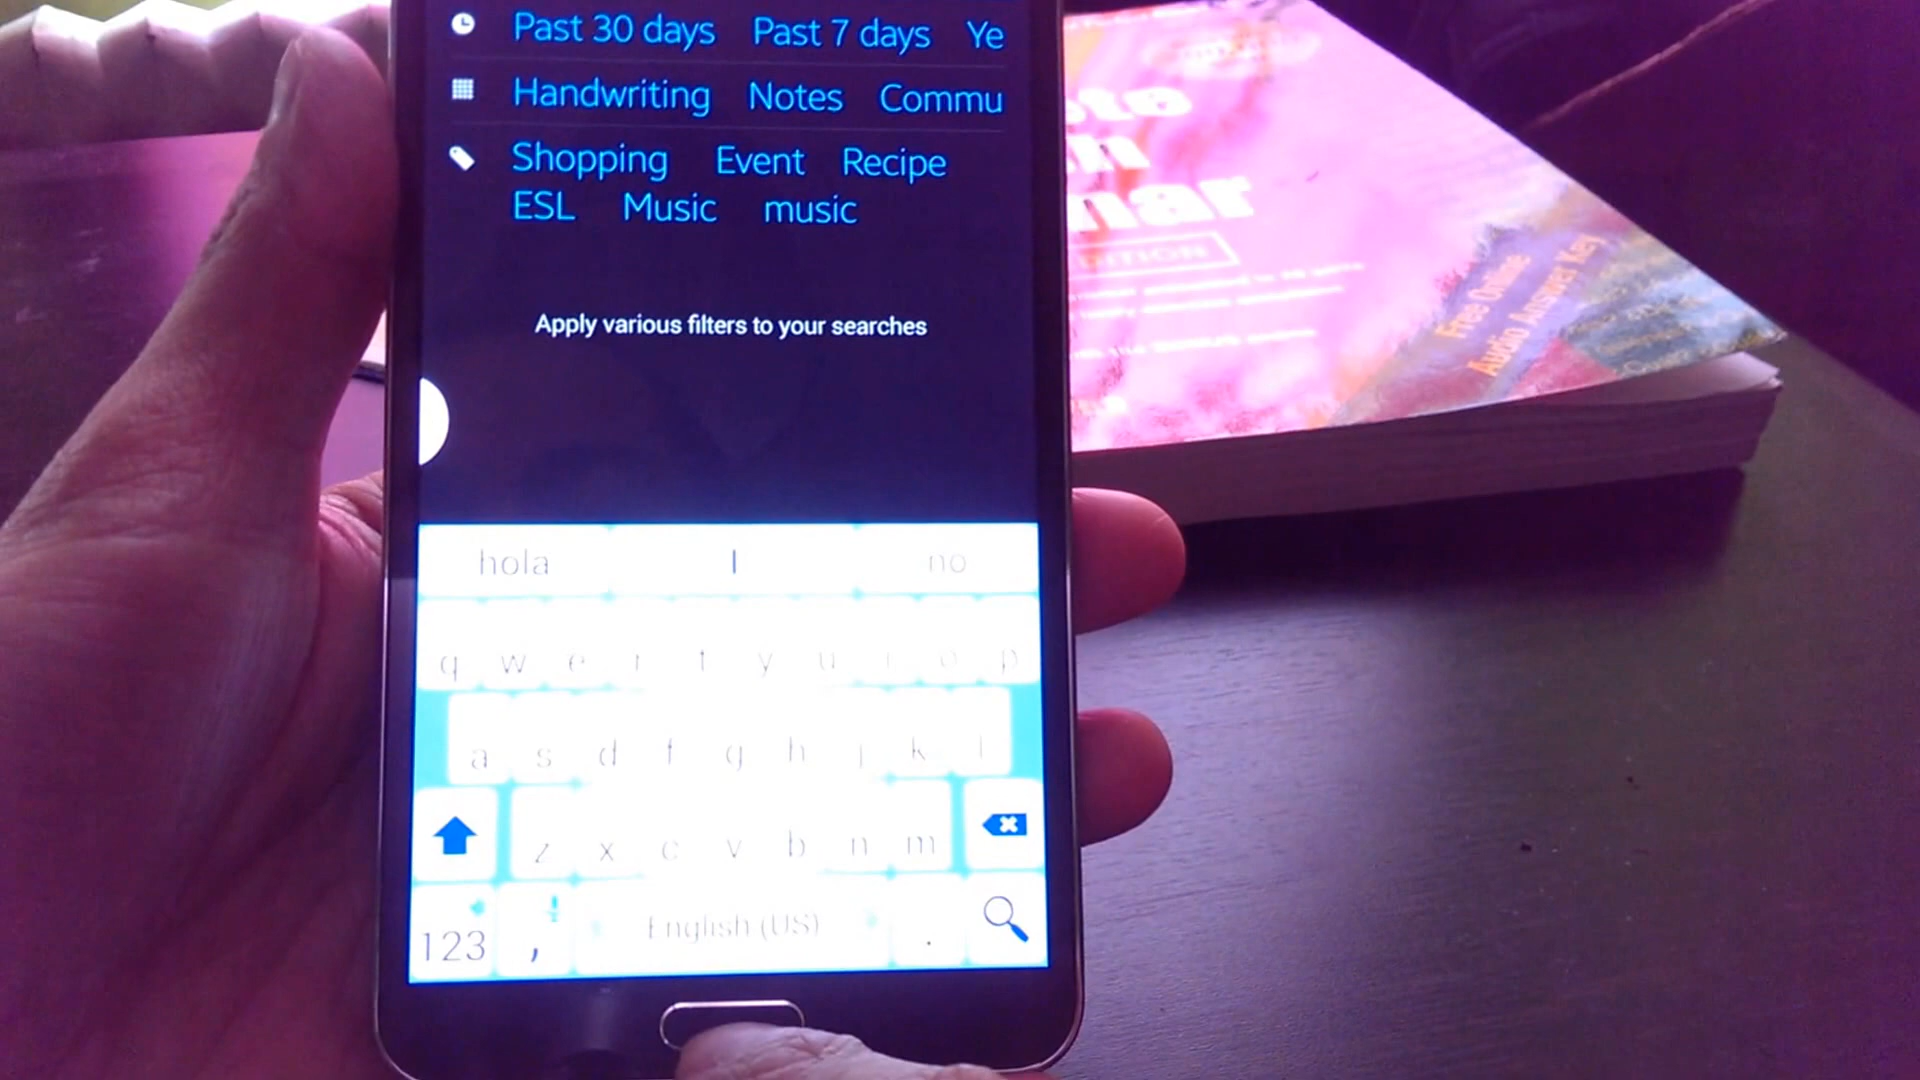 Past 30 days Past 7 days Ye
Handwriting Notes Commu
Shopping Event Recipe
ESL Music music
Apply various filters to your searches
hola I no
q w e r t y u i o p
a s d f g h j k l
z x c v b n m
123 , English (US) .
Free Online
Audio Answer Key